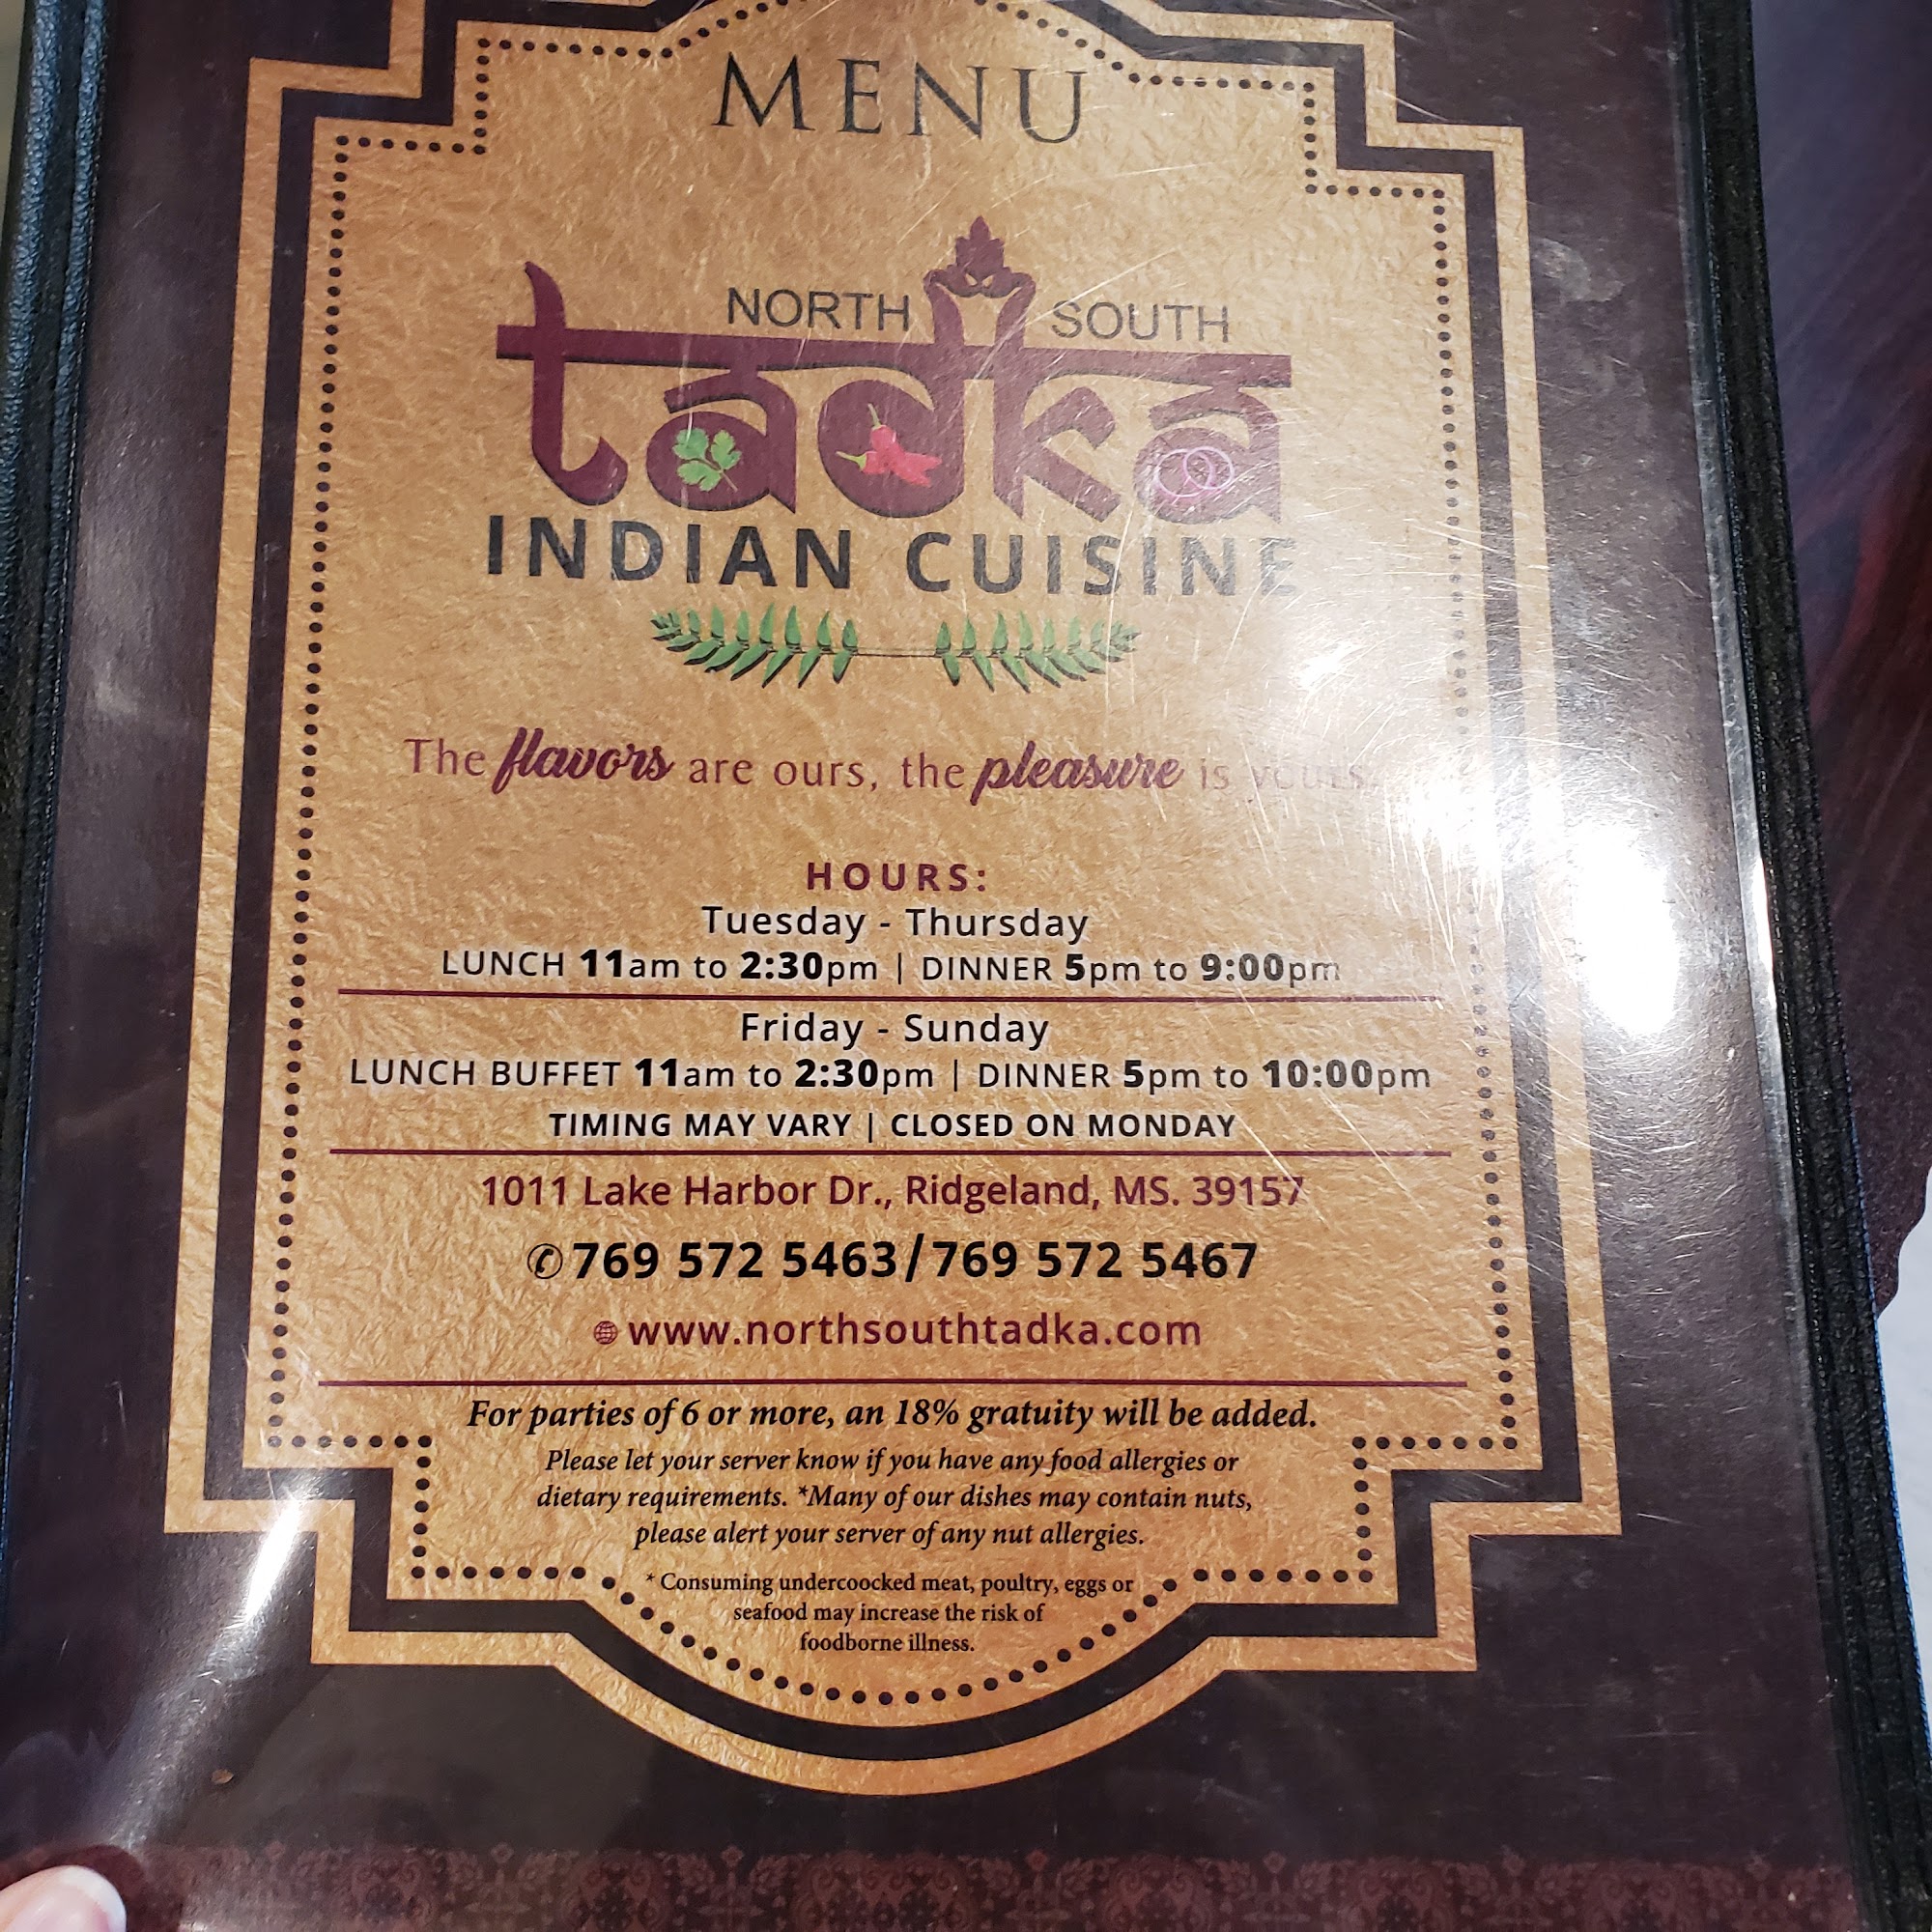 MENU
NORTH SOUTH
tadka
INDIAN CUISINE
The flavors are ours, the pleasure is yours.
HOURS:
Tuesday - Thursday
LUNCH 11am to 2:30pm | DINNER 5pm to 9:00pm
Friday - Sunday
LUNCH BUFFET 11am to 2:30pm | DINNER 5pm to 10:00pm
TIMING MAY VARY | CLOSED ON MONDAY
1011 Lake Harbor Dr., Ridgeland, MS. 39157
✆ 769 572 5463/769 572 5467
www.northsouthtadka.com
For parties of 6 or more, an 18% gratuity will be added.
Please let your server know if you have any food allergies or
dietary requirements. *Many of our dishes may contain nuts,
please alert your server of any nut allergies.
* Consuming undercoocked meat, poultry, eggs or
seafood may increase the risk of
foodborne illness.